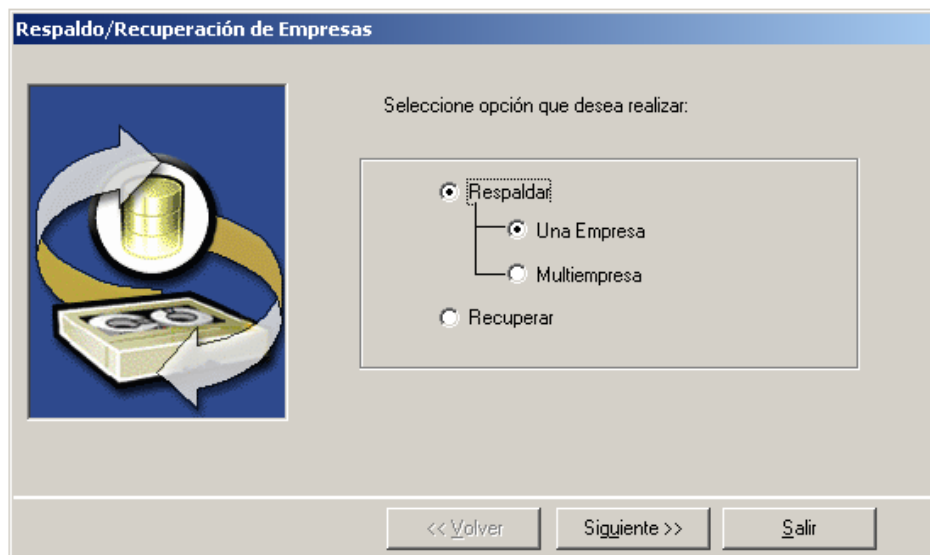 Respaldo/Recuperación de Empresas
Seleccione opción que desea realizar:
Respaldar
Una Empresa
Multiempresa
Recuperar
<< Volver
Siguiente >>
Salir